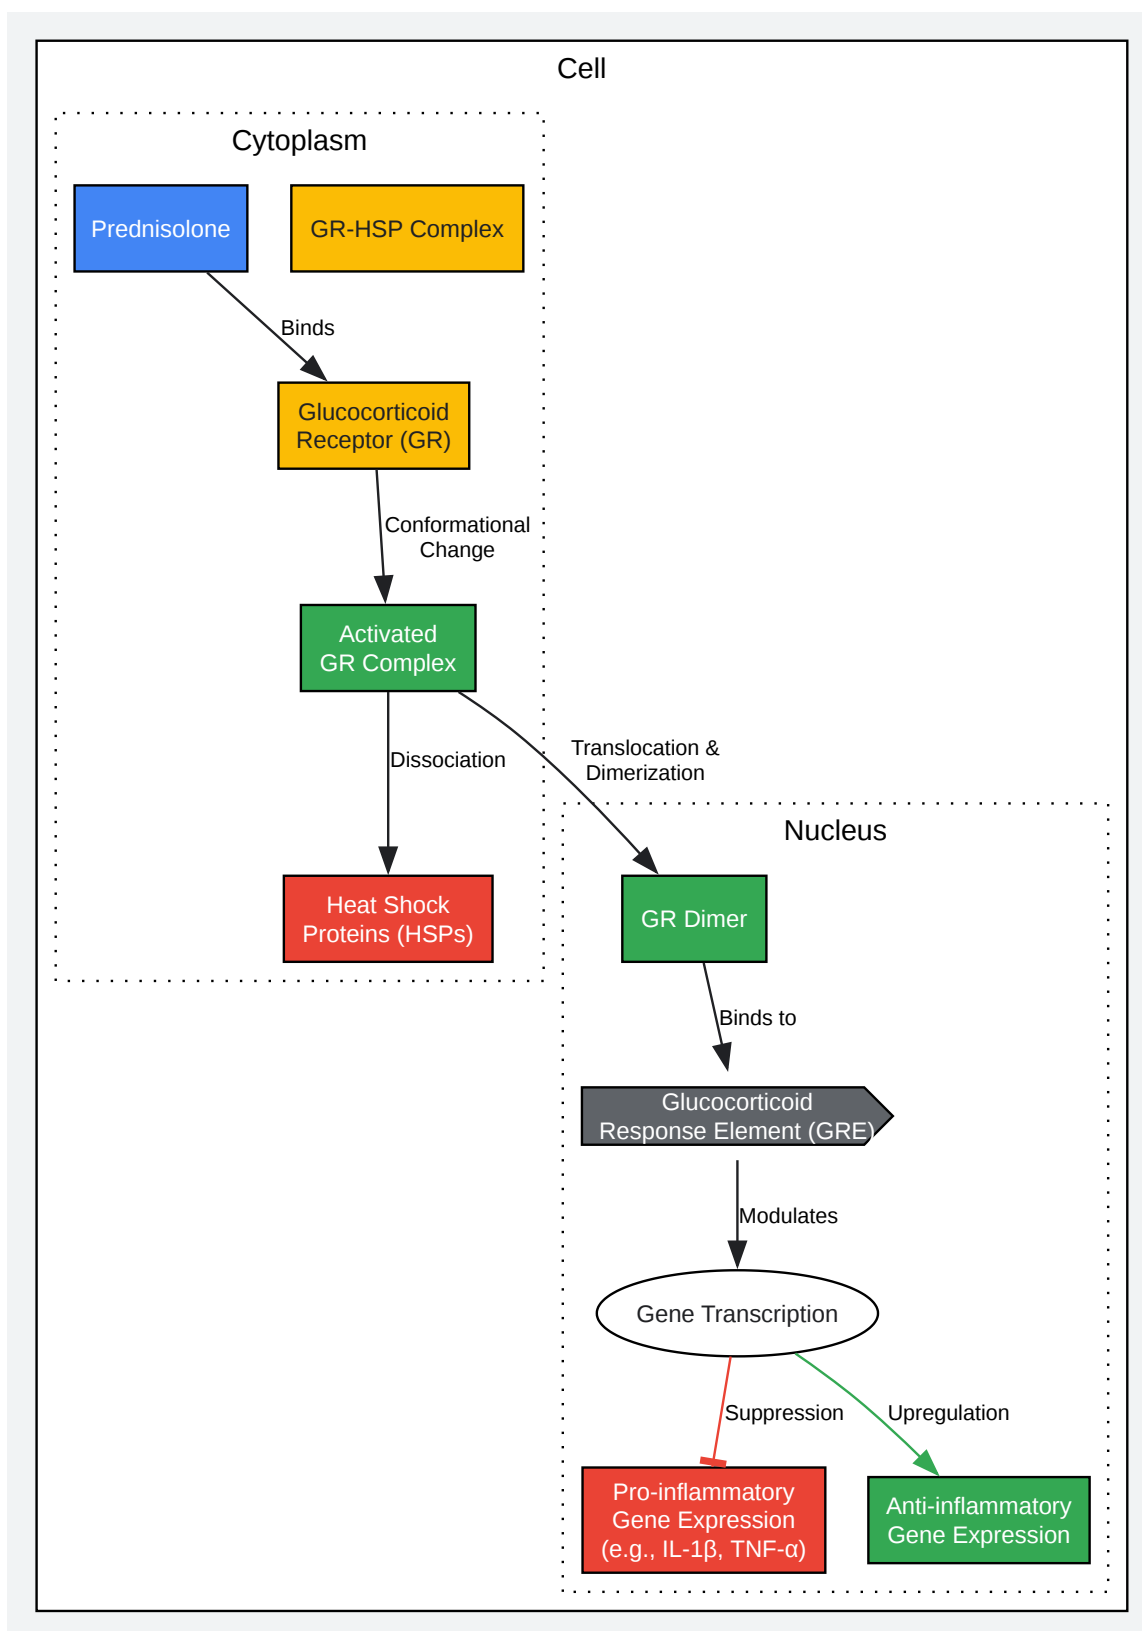 Cell
Cytoplasm
Prednisolone
GR-HSP Complex
Binds
Glucocorticoid
Receptor (GR)
Conformational
Change
Activated
GR Complex
Dissociation
Translocation &
Dimerization
Nucleus
Heat Shock
Proteins (HSPs)
GR Dimer
Binds to
Glucocorticoid
Response Element (GRE)
Modulates
Gene Transcription
Suppression
Upregulation
Pro-inflammatory
Gene Expression
(e.g., IL-1β, TNF-α)
Anti-inflammatory
Gene Expression